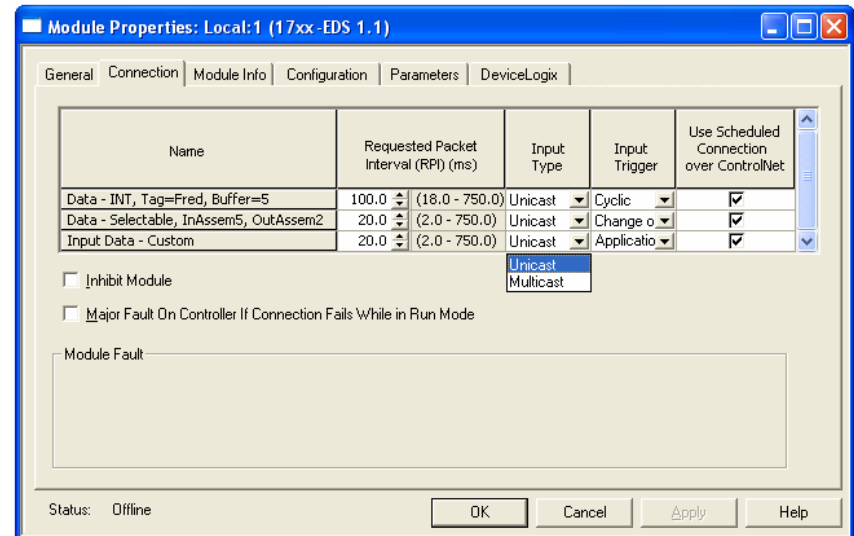 Module Properties: Local:1 (17xx-EDS 1.1)
General Connection Module Info Configuration Parameters DeviceLogix
Name
Requested Packet
Interval (RPI) (ms)
Input
Type
Input
Trigger
Use Scheduled
Connection
over ControlNet
Data - INT, Tag=Fred, Buffer=5 100.0 (18.0 - 750.0) Unicast Cyclic
Data - Selectable, InAssem5, OutAssem2 20.0 (2.0 - 750.0) Unicast Change o
Input Data - Custom 20.0 (2.0 - 750.0) Unicast Applicatio
Unicast
Multicast
Inhibit Module
Major Fault On Controller If Connection Fails While in Run Mode
Module Fault
Status: Offline OK Cancel Apply Help